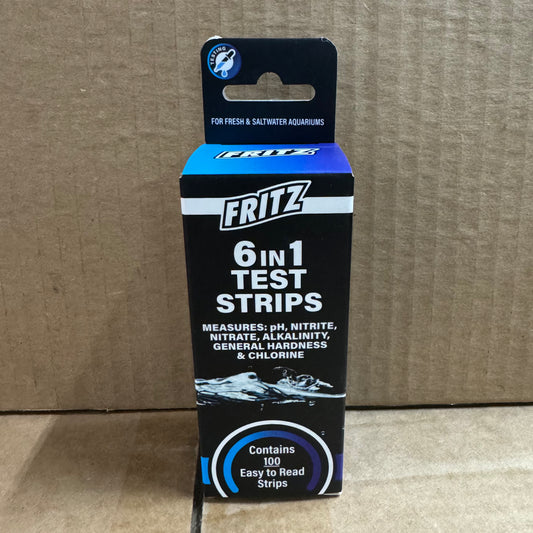 TESTING
FOR FRESH & SALTWATER AQUARIUMS
FRITZ
FRITZ
6 IN 1
TEST
STRIPS
MEASURES: pH, NITRITE,
NITRATE, ALKALINITY,
GENERAL HARDNESS
& CHLORINE
Contains
100
Easy to Read
Strips